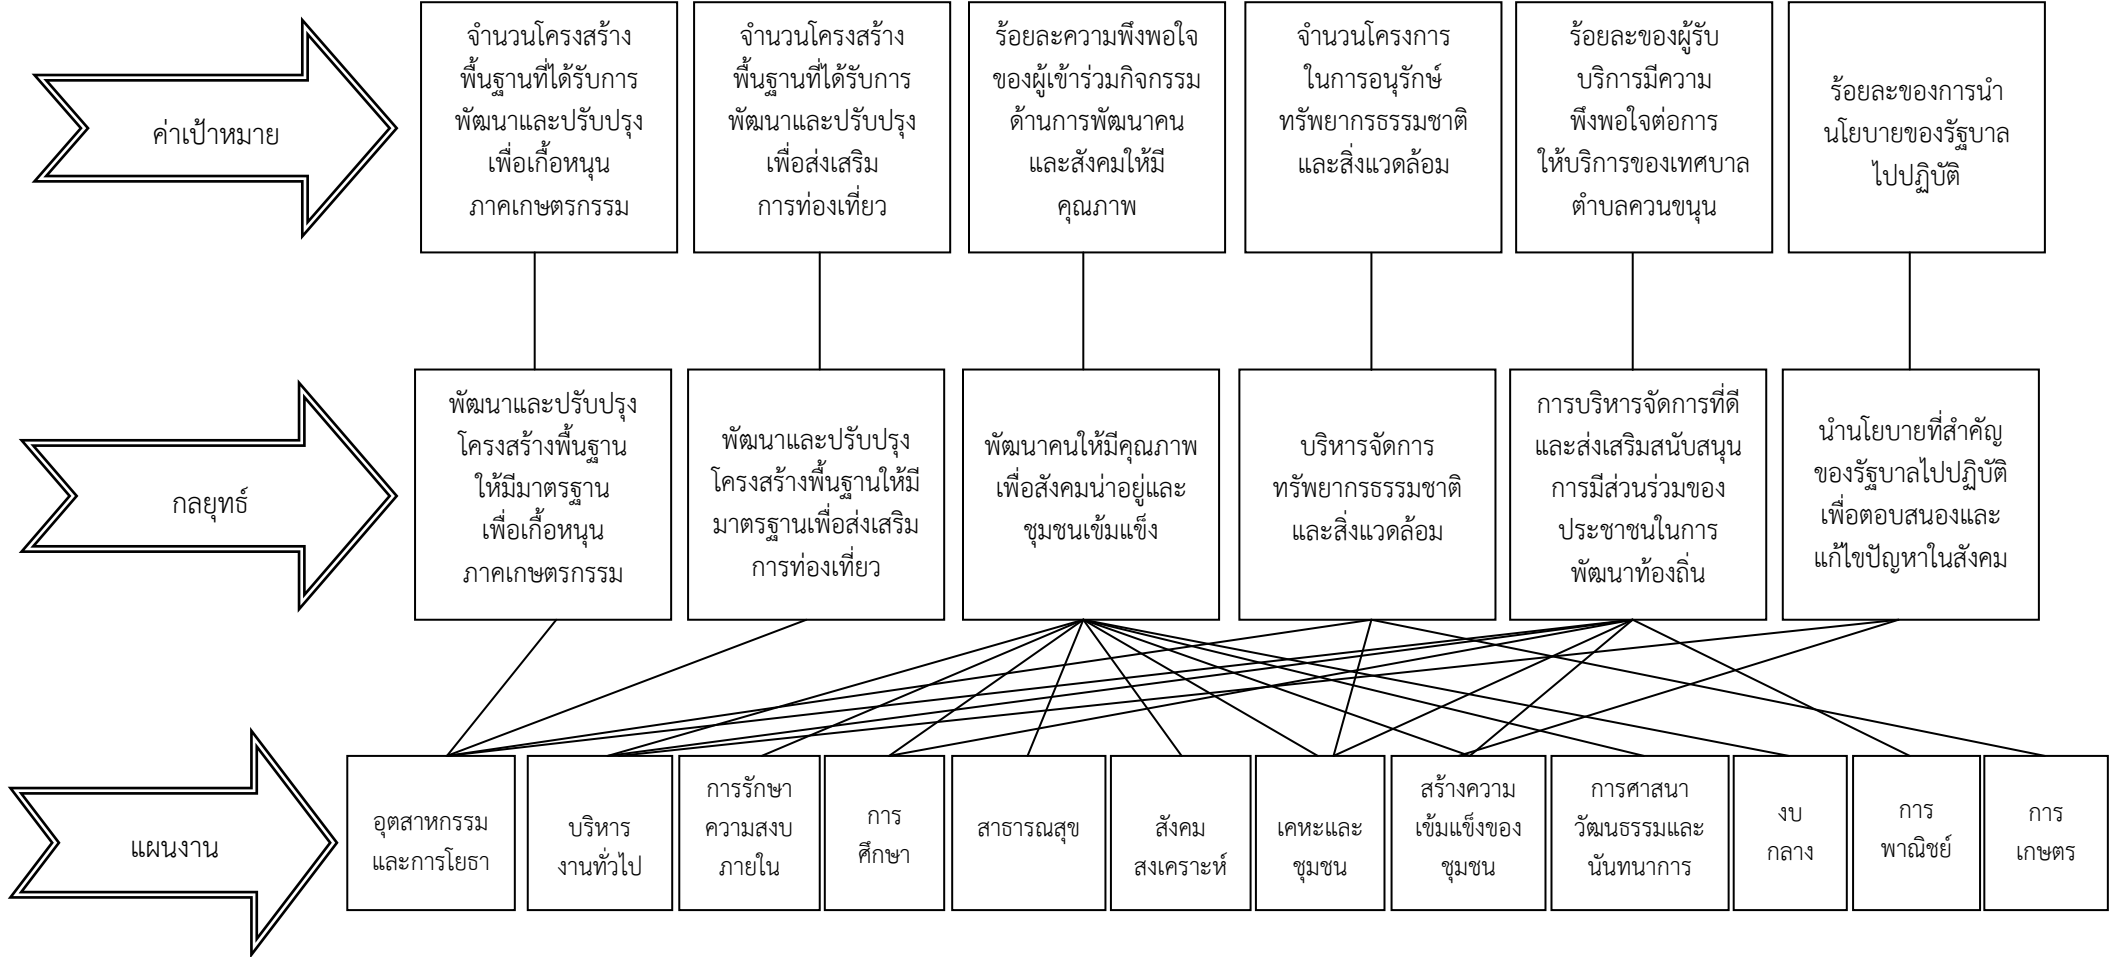 ค่าเป้าหมาย
จำนวนโครงสร้าง
พื้นฐานที่ได้รับการ
พัฒนาและปรับปรุง
เพื่อเกื้อหนุน
ภาคเกษตรกรรม
จำนวนโครงสร้าง
พื้นฐานที่ได้รับการ
พัฒนาและปรับปรุง
เพื่อส่งเสริม
การท่องเที่ยว
ร้อยละความพึงพอใจ
ของผู้เข้าร่วมกิจกรรม
ด้านการพัฒนาคน
และสังคมให้มี
คุณภาพ
จำนวนโครงการ
ในการอนุรักษ์
ทรัพยากรธรรมชาติ
และสิ่งแวดล้อม
ร้อยละของผู้รับ
บริการมีความ
พึงพอใจต่อการ
ให้บริการของเทศบาล
ตำบลควนขนุน
ร้อยละของการนำ
นโยบายของรัฐบาล
ไปปฏิบัติ
กลยุทธ์
พัฒนาและปรับปรุง
โครงสร้างพื้นฐาน
ให้มีมาตรฐาน
เพื่อเกื้อหนุน
ภาคเกษตรกรรม
พัฒนาและปรับปรุง
โครงสร้างพื้นฐานให้มี
มาตรฐานเพื่อส่งเสริม
การท่องเที่ยว
พัฒนาคนให้มีคุณภาพ
เพื่อสังคมน่าอยู่และ
ชุมชนเข้มแข็ง
บริหารจัดการ
ทรัพยากรธรรมชาติ
และสิ่งแวดล้อม
การบริหารจัดการที่ดี
และส่งเสริมสนับสนุน
การมีส่วนร่วมของ
ประชาชนในการ
พัฒนาท้องถิ่น
นำนโยบายที่สำคัญ
ของรัฐบาลไปปฏิบัติ
เพื่อตอบสนองและ
แก้ไขปัญหาในสังคม
แผนงาน
อุตสาหกรรม
และการโยธา
บริหาร
งานทั่วไป
การรักษา
ความสงบ
ภายใน
การ
ศึกษา
สาธารณสุข
สังคม
สงเคราะห์
เคหะและ
ชุมชน
สร้างความ
เข้มแข็งของ
ชุมชน
การศาสนา
วัฒนธรรมและ
นันทนาการ
งบ
กลาง
การ
พาณิชย์
การ
เกษตร